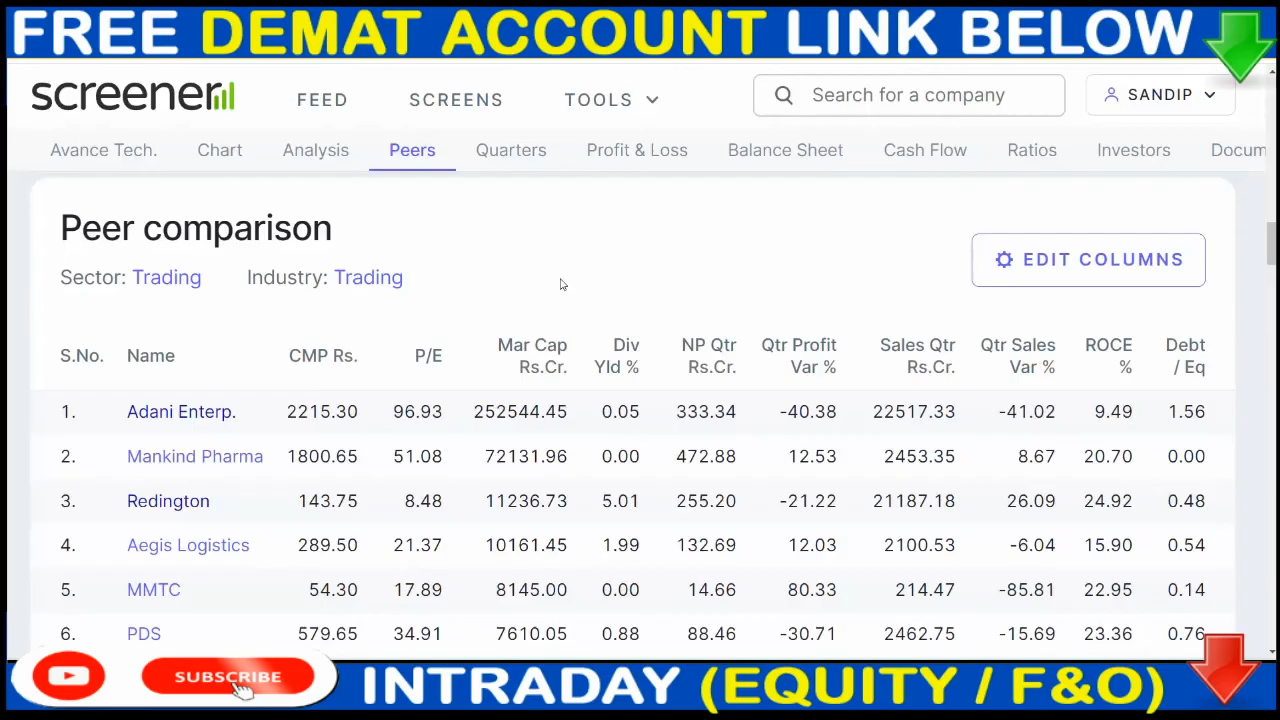 FREE DEMAT ACCOUNT LINK BELOW
screener FEED SCREENS TOOLS Search for a company SANDIP
Avance Tech. Chart Analysis Peers Quarters Profit & Loss Balance Sheet Cash Flow Ratios Investors Docum
Peer comparison
EDIT COLUMNS
Sector: Trading Industry: Trading
S.No. Name CMP Rs. P/E Mar Cap Rs.Cr. Div Yld % NP Qtr Rs.Cr. Qtr Profit Var % Sales Qtr Rs.Cr. Qtr Sales Var % ROCE % Debt / Eq
1. Adani Enterp. 2215.30 96.93 252544.45 0.05 333.34 -40.38 22517.33 -41.02 9.49 1.56
2. Mankind Pharma 1800.65 51.08 72131.96 0.00 472.88 12.53 2453.35 8.67 20.70 0.00
3. Redington 143.75 8.48 11236.73 5.01 255.20 -21.22 21187.18 26.09 24.92 0.48
4. Aegis Logistics 289.50 21.37 10161.45 1.99 132.69 12.03 2100.53 -6.04 15.90 0.54
5. MMTC 54.30 17.89 8145.00 0.00 14.66 80.33 214.47 -85.81 22.95 0.14
6. PDS 579.65 34.91 7610.05 0.88 88.46 -30.71 2462.75 -15.69 23.36 0.76
SUBSCRIBE
INTRADAY (EQUITY / F&O)